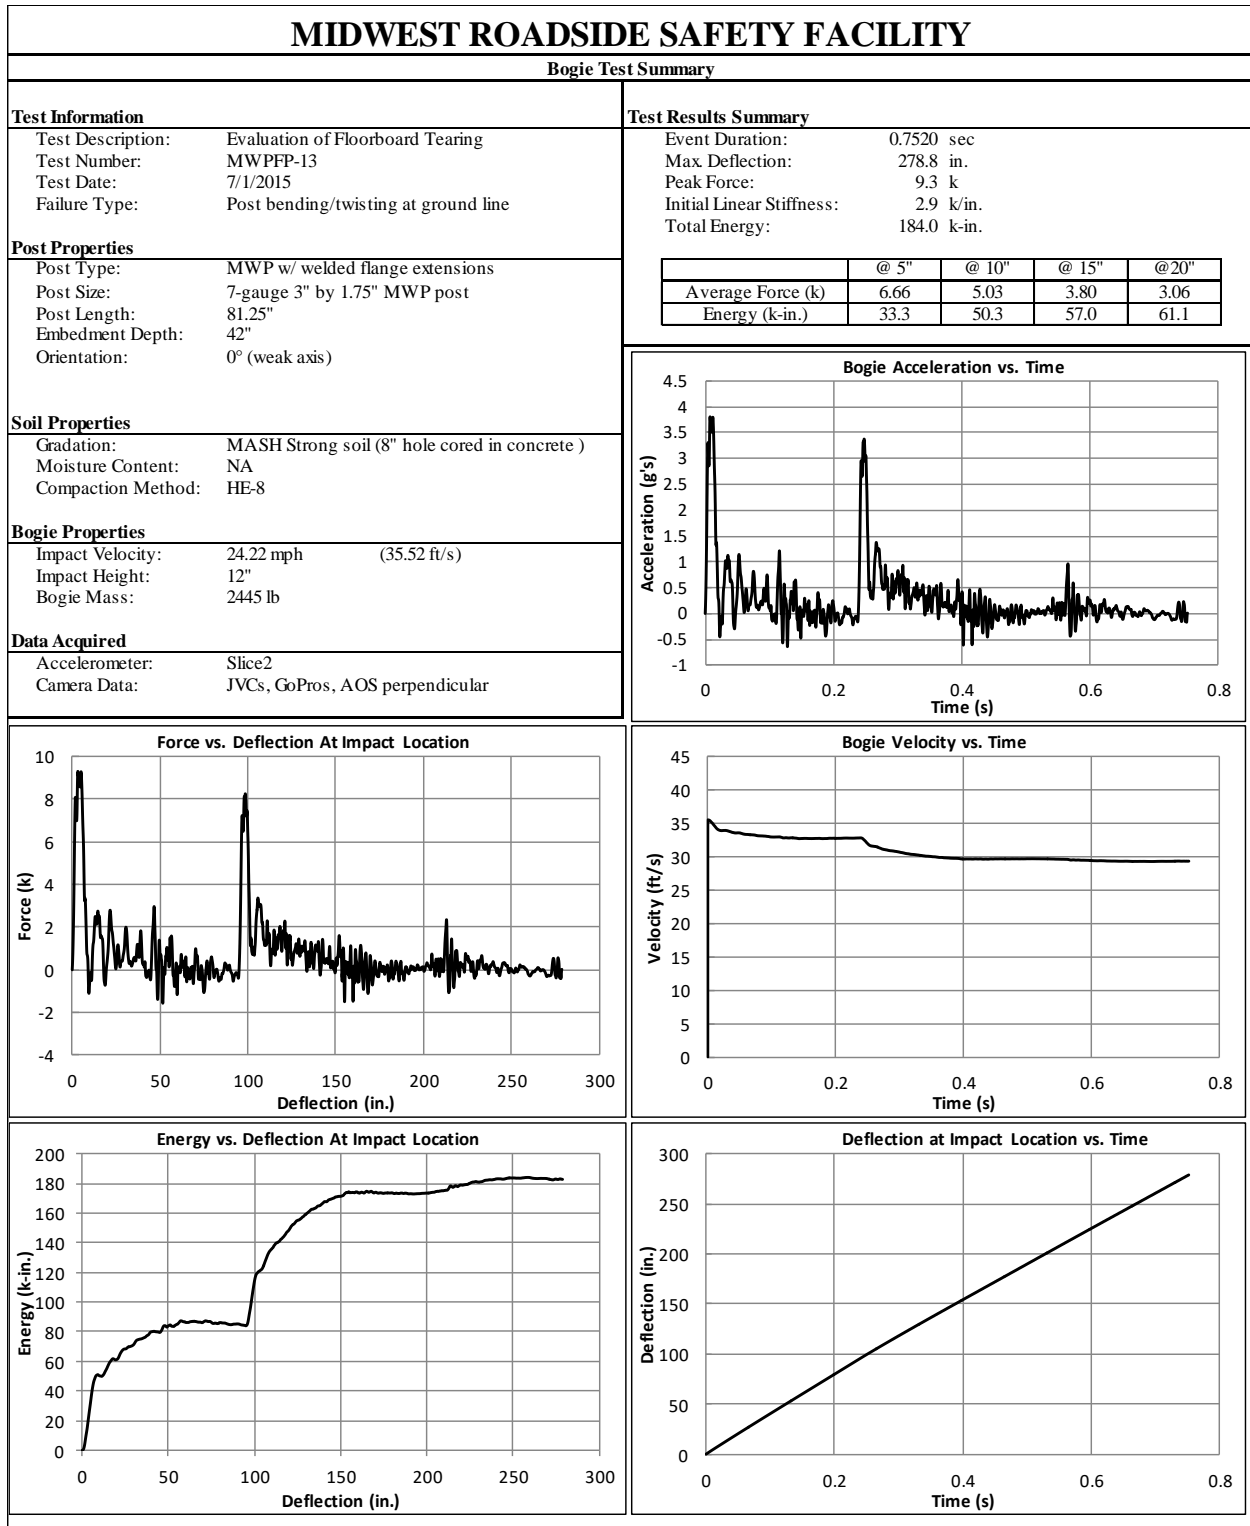 MIDWEST ROADSIDE SAFETY FACILITY
Bogie Test Summary
Test Information
Test Description: Evaluation of Floorboard Tearing
Test Number: MWPFP-13
Test Date: 7/1/2015
Failure Type: Post bending/twisting at ground line
Post Properties
Post Type: MWP w/ welded flange extensions
Post Size: 7-gauge 3" by 1.75" MWP post
Post Length: 81.25"
Embedment Depth: 42"
Orientation: 0° (weak axis)
Soil Properties
Gradation: MASH Strong soil (8" hole cored in concrete )
Moisture Content: NA
Compaction Method: HE-8
Bogie Properties
Impact Velocity: 24.22 mph (35.52 ft/s)
Impact Height: 12"
Bogie Mass: 2445 lb
Data Acquired
Accelerometer: Slice2
Camera Data: JVCs, GoPros, AOS perpendicular
Test Results Summary
Event Duration: 0.7520 sec
Max. Deflection: 278.8 in.
Peak Force: 9.3 k
Initial Linear Stiffness: 2.9 k/in.
Total Energy: 184.0 k-in.
@ 5" @ 10" @ 15" @20"
Average Force (k) 6.66 5.03 3.80 3.06
Energy (k-in.) 33.3 50.3 57.0 61.1
Bogie Acceleration vs. Time
4.5
4
3.5
3
2.5
2
1.5
1
0.5
0
-0.5
-1
Acceleration (g's)
0 0.2 0.4 0.6 0.8
Time (s)
Force vs. Deflection At Impact Location
10
8
6
4
2
0
-2
-4
Force (k)
0 50 100 150 200 250 300
Deflection (in.)
Bogie Velocity vs. Time
45
40
35
30
25
20
15
10
5
0
Velocity (ft/s)
0 0.2 0.4 0.6 0.8
Time (s)
Energy vs. Deflection At Impact Location
200
180
160
140
120
100
80
60
40
20
0
Energy (k-in.)
0 50 100 150 200 250 300
Deflection (in.)
Deflection at Impact Location vs. Time
300
250
200
150
100
50
0
Deflection (in.)
0 0.2 0.4 0.6 0.8
Time (s)